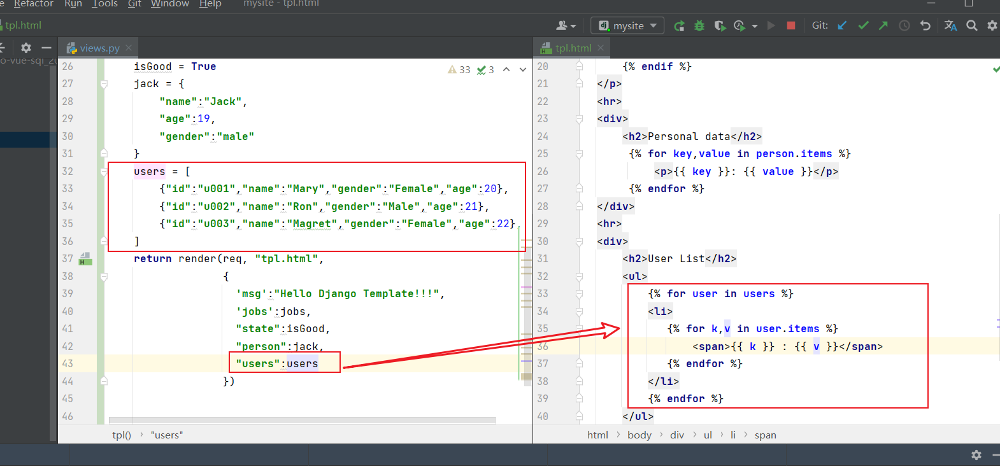 Refactor Run Tools Git Window Help mysite - tpl.html
tpl.html
mysite Git:
views.py
26 isGood = True
27 jack = {
28 "name":"Jack",
29 "age":19,
30 "gender":"male"
31 }
32 users = [
33 {"id":"u001","name":"Mary","gender":"Female","age":20},
34 {"id":"u002","name":"Ron","gender":"Male","age":21},
35 {"id":"u003","name":"Magret","gender":"Female","age":22},
36 ]
37 return render(req, "tpl.html",
38 {
39 'msg':"Hello Django Template!!!",
40 'jobs':jobs,
41 "state":isGood,
42 "person":jack,
43 "users":users
44 })
45
46
33 3
tpl() › "users"
tpl.html
20 {% endif %}
21 </p>
22 <hr>
23 <div>
24 <h2>Personal data</h2>
25 {% for key,value in person.items %}
26 <p>{{ key }}: {{ value }}</p>
27 {% endfor %}
28 </div>
29 <hr>
30 <div>
31 <h2>User List</h2>
32 <ul>
33 {% for user in users %}
34 <li>
35 {% for k,v in user.items %}
36 <span>{{ k }} : {{ v }}</span>
37 {% endfor %}
38 </li>
39 {% endfor %}
40 </ul>
html › body › div › ul › li › span